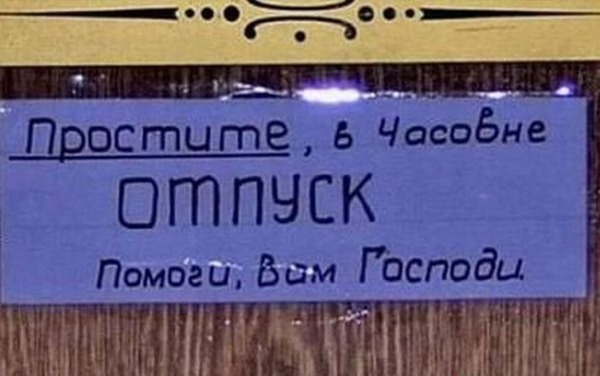 Простите, в Часовне
ОТПУСК
Помоги, Вам Господи.